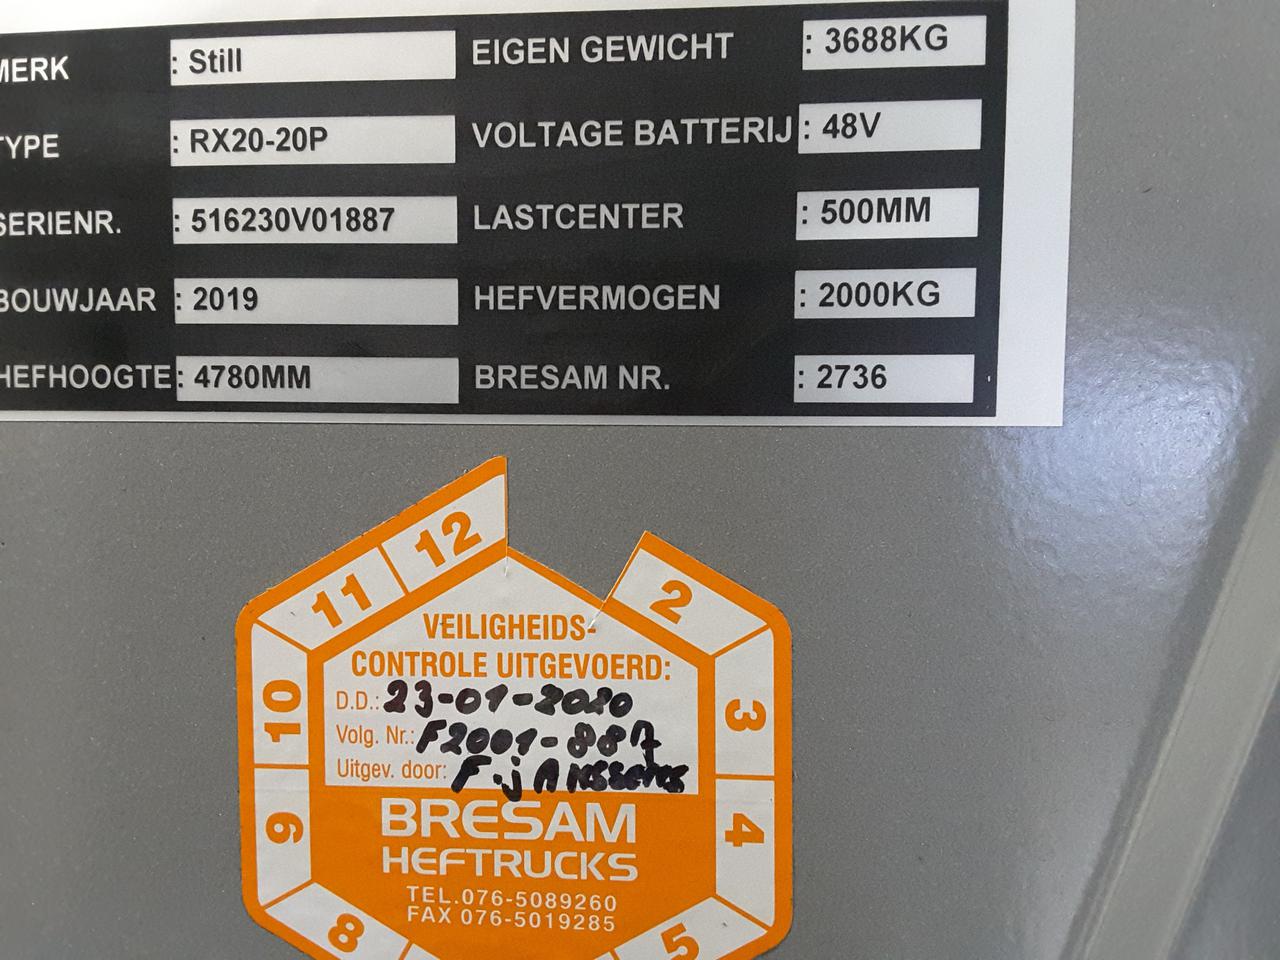 MERK : Still EIGEN GEWICHT : 3688KG
TYPE : RX20-20P VOLTAGE BATTERIJ : 48V
SERIENR. : 516230V01887 LASTCENTER : 500MM
BOUWJAAR : 2019 HEFVERMOGEN : 2000KG
HEFHOOGTE : 4780MM BRESAM NR. : 2736
12
11
2
VEILIGHEIDS-
CONTROLE UITGEVOERD:
10
D.D.: 23-01-2020
3
Volg. Nr.: F2001-887
Uitgev. door: F. Janssens
9
BRESAM
4
HEFTRUCKS
TEL.076-5089260
FAX 076-5019285
8
5